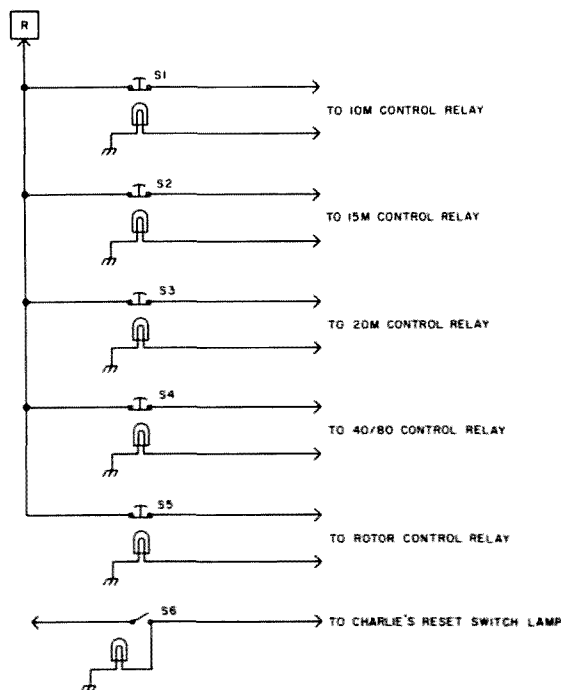 R
S1
TO 10M CONTROL RELAY
S2
TO 15M CONTROL RELAY
S3
TO 20M CONTROL RELAY
S4
TO 40/80 CONTROL RELAY
S5
TO ROTOR CONTROL RELAY
S6
TO CHARLIE'S RESET SWITCH LAMP